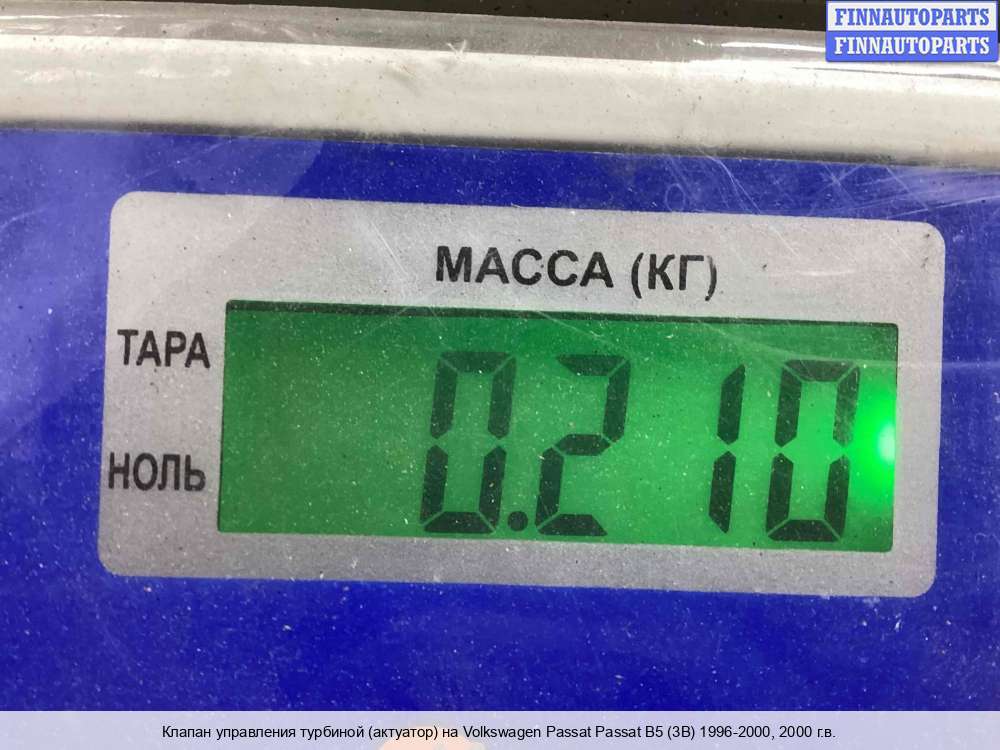 FINNAUTOPARTS
FINNAUTOPARTS
МАССА (КГ)
ТАРА
0.210
НОЛЬ
Клапан управления турбиной (актуатор) на Volkswagen Passat Passat B5 (3B) 1996-2000, 2000 г.в.